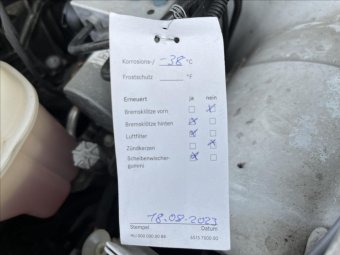 Korrosions-/ -38 °C
Frostschutz °F
Erneuert ja nein
Bremsklötze vorn
Bremsklötze hinten
Luftfilter
Zündkerzen
Scheibenwischer-
gummi
18.08.2023
Stempel Datum